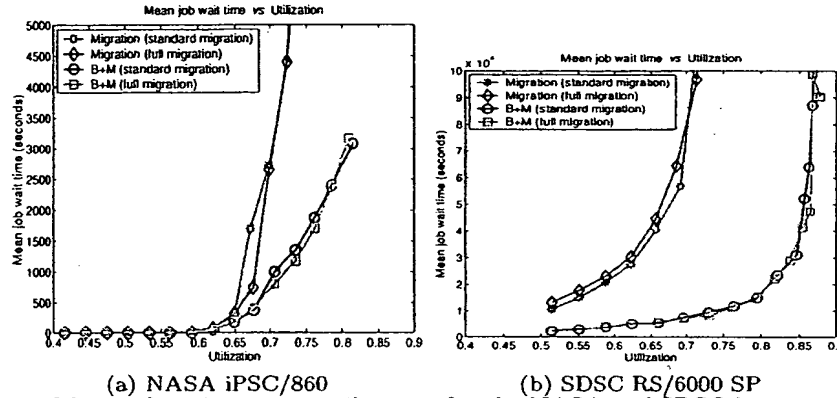 Mean job wait time vs Utilization
Mean job wait time (seconds)
5000
4500
4000
3500
3000
2500
2000
1500
1000
500
0
Migration (standard migration)
Migration (full migration)
B+M (standard migration)
B+M (full migration)
0.4 0.45 0.5 0.55 0.6 0.65 0.7 0.75 0.8 0.85 0.9
Utilization
(a) NASA iPSC/860
Mean job wait time vs Utilization
Mean job wait time (seconds)
10
9
8
7
6
5
4
3
2
1
0
Migration (standard migration)
Migration (full migration)
B+M (standard migration)
B+M (full migration)
0.45 0.5 0.55 0.6 0.65 0.7 0.75 0.8 0.85 0.9
Utilization
(b) SDSC RS/6000 SP